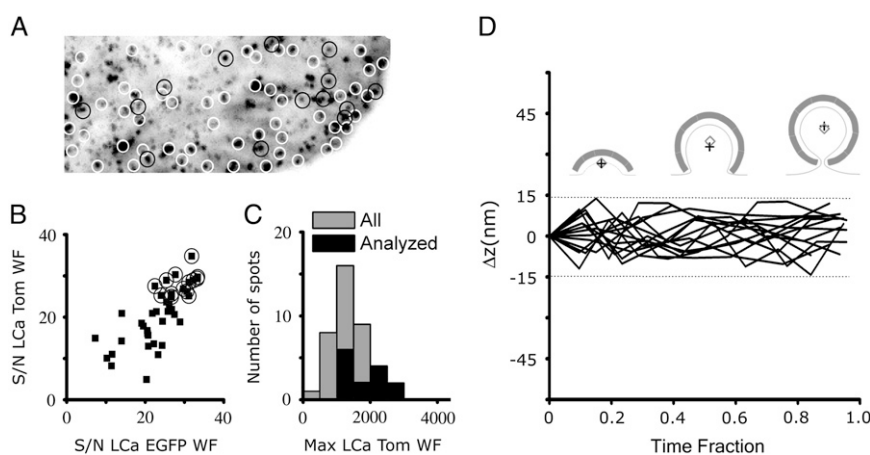 A
D
B
C
S/N LCa Tom WF
40
20
0
0 20 40
S/N LCa EGFP WF
All
Analyzed
Number of spots
20
10
0
0 2000 4000
Max LCa Tom WF
Δz(nm)
45
15
0
-15
-45
0 0.2 0.4 0.6 0.8 1.0
Time Fraction